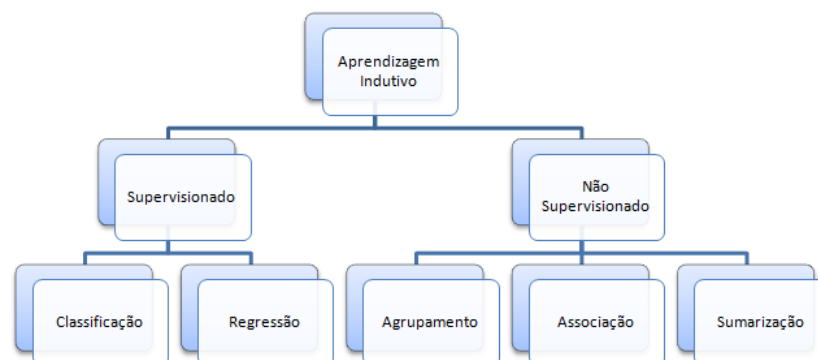 Aprendizagem
Indutivo
Supervisionado
Não
Supervisionado
Classificação
Regressão
Agrupamento
Associação
Sumarização